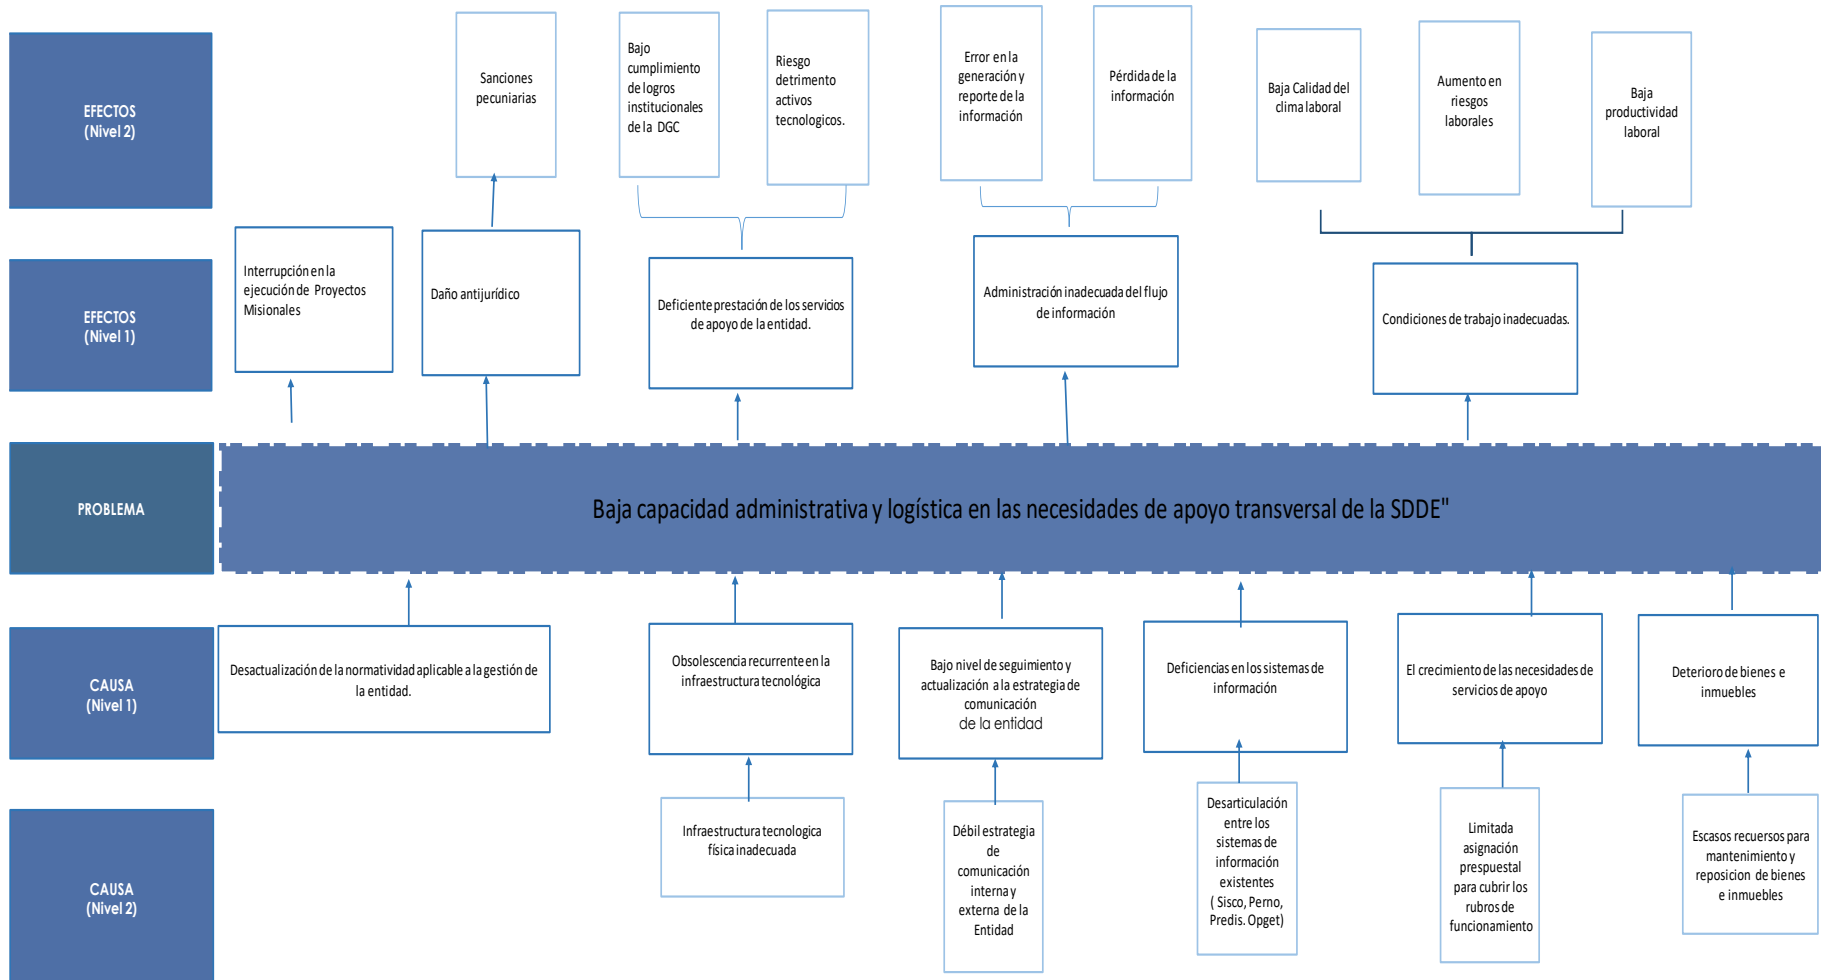 EFECTOS
(Nivel 2)
Sanciones
pecuniarias
Bajo
cumplimiento
de logros
institucionales
de la DGC
Riesgo
detrimento
activos
tecnologicos.
Error en la
generación y
reporte de la
información
Pérdida de la
información
Baja Calidad del
clima laboral
Aumento en
riesgos
laborales
Baja
productividad
laboral
EFECTOS
(Nivel 1)
Interrupción en la
ejecución de Proyectos
Misionales
Daño antijurídico
Deficiente prestación de los servicios
de apoyo de la entidad.
Administración inadecuada del flujo
de información
Condiciones de trabajo inadecuadas.
PROBLEMA
Baja capacidad administrativa y logística en las necesidades de apoyo transversal de la SDDE"
CAUSA
(Nivel 1)
Desactualización de la normatividad aplicable a la gestión de
la entidad.
Obsolescencia recurrente en la
infraestructura tecnológica
Bajo nivel de seguimiento y
actualización a la estrategia de
comunicación
de la entidad
Deficiencias en los sistemas de
información
El crecimiento de las necesidades de
servicios de apoyo
Deterioro de bienes e
inmuebles
CAUSA
(Nivel 2)
Infraestructura tecnologica
física inadecuada
Débil estrategia
de
comunicación
interna y
externa de la
Entidad
Desarticulación
entre los
sistemas de
información
existentes
( Sisco, Perno,
Predis. Opget)
Limitada
asignación
prespuestal
para cubrir los
rubros de
funcionamiento
Escasos recuersos para
mantenimiento y
reposicion de bienes
e inmuebles